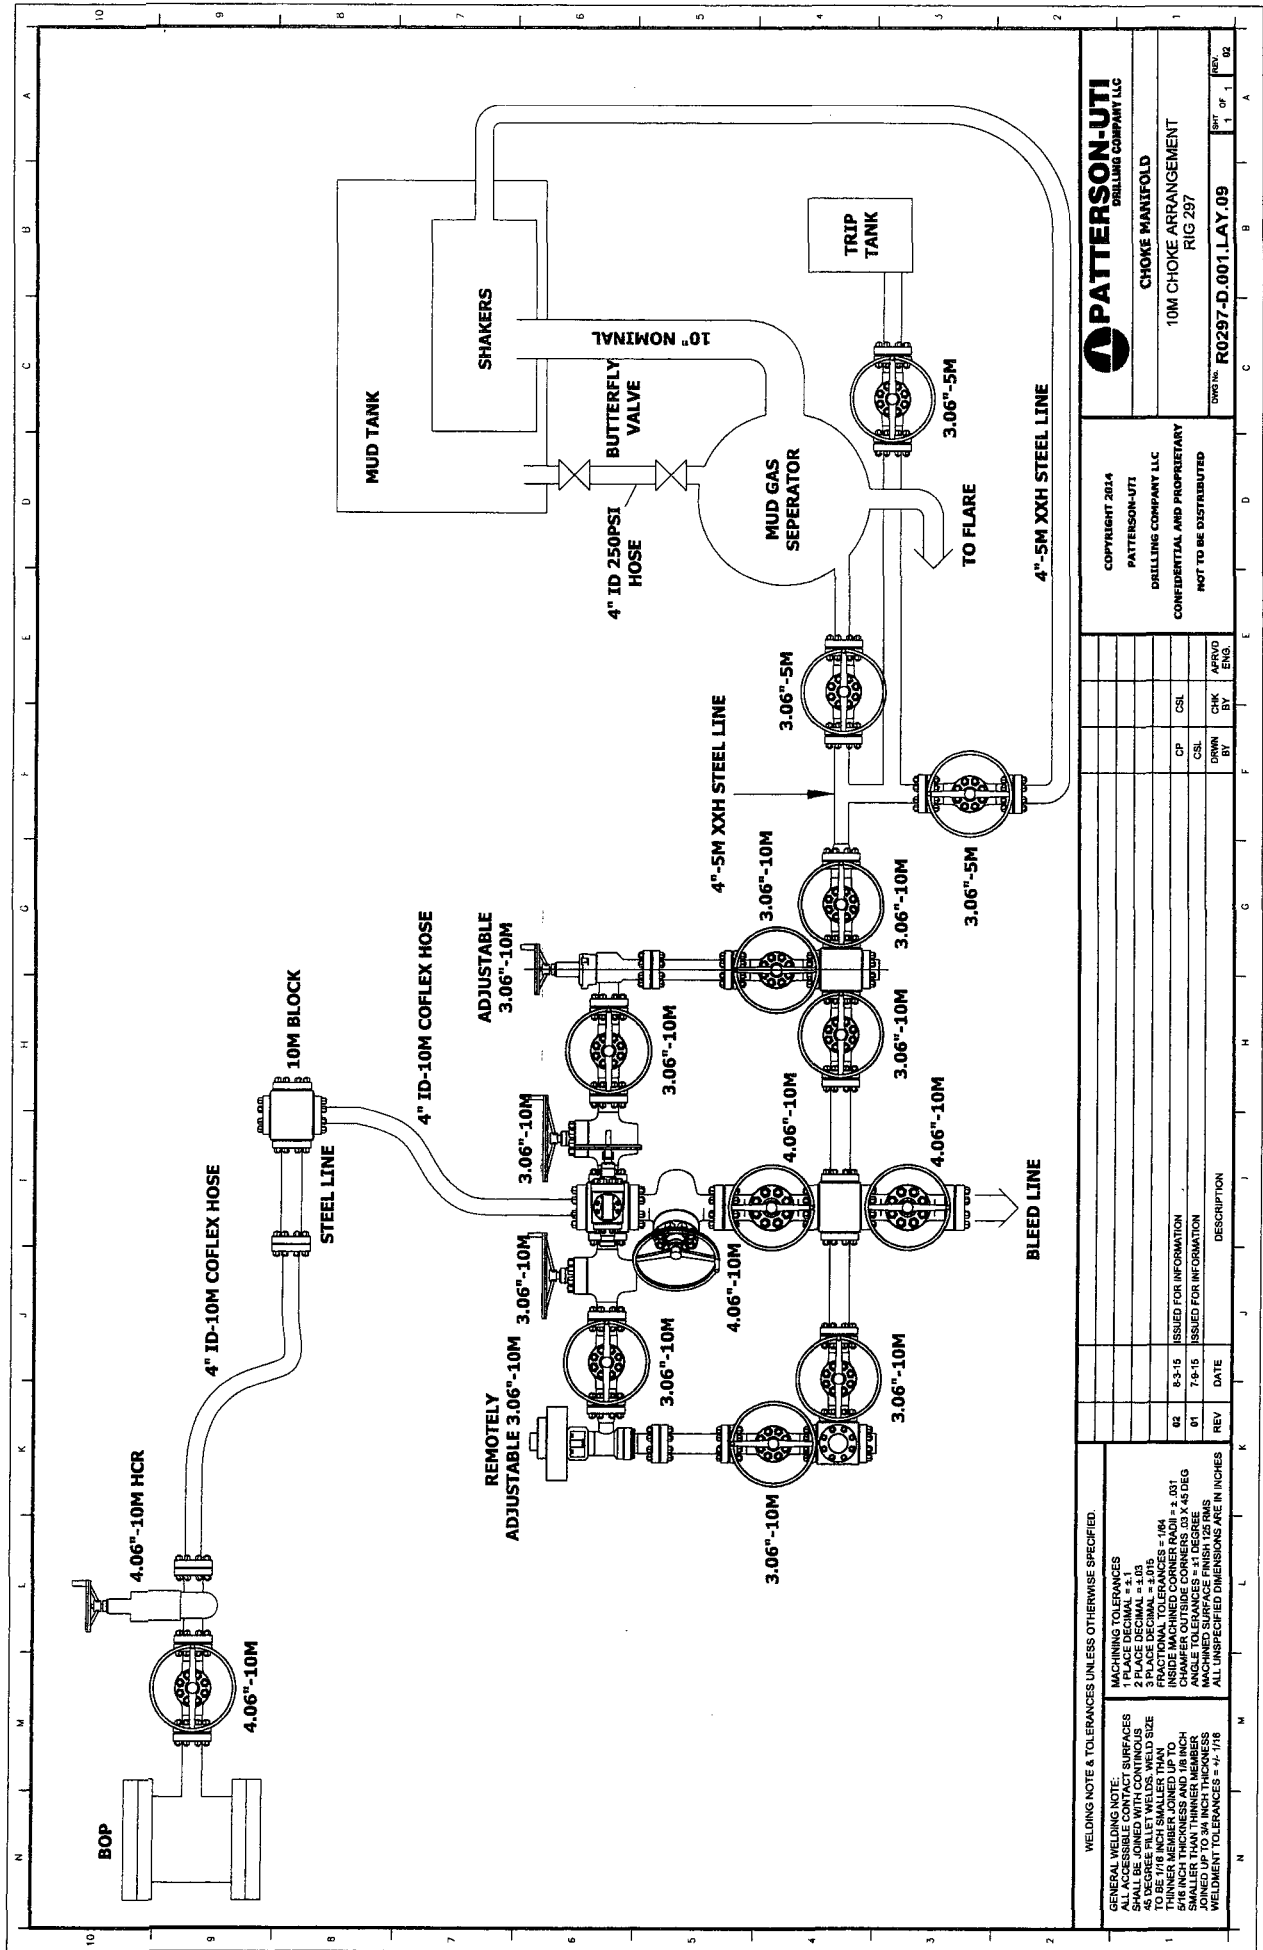 N
M
L
K
J
I
H
G
F
E
D
C
B
A
10
9
8
7
6
5
4
3
2
1
BOP
4.06"-10M
4.06"-10M HCR
4" ID-10M COFLEX HOSE
STEEL LINE
10M BLOCK
4" ID-10M COFLEX HOSE
REMOTELY
ADJUSTABLE 3.06"-10M
3.06"-10M
3.06"-10M
3.06"-10M
3.06"-10M
ADJUSTABLE
3.06"-10M
3.06"-10M
3.06"-10M
3.06"-10M
4.06"-10M
4.06"-10M
4.06"-10M
BLEED LINE
3.06"-10M
3.06"-10M
3.06"-10M
4"-5M XXH STEEL LINE
3.06"-5M
3.06"-5M
MUD TANK
SHAKERS
10" NOMINAL
BUTTERFLY
VALVE
4" ID 250PSI
HOSE
MUD GAS
SEPERATOR
TO FLARE
TRIP
TANK
3.06"-5M
4"-5M XXH STEEL LINE
WELDING NOTE & TOLERANCES UNLESS OTHERWISE SPECIFIED.
GENERAL WELDING NOTE:
ALL ACCESSIBLE CONTACT SURFACES
SHALL BE JOINED WITH CONTINOUS
45 DEGREE FILLET WELDS. WELD SIZE
TO BE 1/16 INCH SMALLER THAN
THINNER MEMBER JOINED UP TO
5/16 INCH THICKNESS AND 1/8 INCH
SMALLER THAN THINNER MEMBER
JOINED UP TO 3/4 INCH THICKNESS
WELDMENT TOLERANCES = +/- 1/16
MACHINING TOLERANCES
1 PLACE DECIMAL = ±.1
2 PLACE DECIMAL = ±.03
3 PLACE DECIMAL = ±.015
FRACTIONAL TOLERANCES = 1/64
INSIDE MACHINED CORNER RADII = ± .031
CHAMFER OUTSIDE CORNERS .03 X 45 DEG
ANGLE TOLERANCES = ±1 DEGREE
MACHINED SURFACE FINISH 125 RMS
ALL UNSPECIFIED DIMENSIONS ARE IN INCHES
02 8-3-15 ISSUED FOR INFORMATION CP CSL
01 7-9-15 ISSUED FOR INFORMATION CSL
REV DATE DESCRIPTION DRWN BY CHK BY APRVD ENG.
COPYRIGHT 2014
PATTERSON-UTI
DRILLING COMPANY LLC
CONFIDENTIAL AND PROPRIETARY
NOT TO BE DISTRIBUTED
PATTERSON-UTI
DRILLING COMPANY LLC
CHOKE MANIFOLD
10M CHOKE ARRANGEMENT
RIG 297
DWG No. R0297-D.001.LAY.09
SHT 1 OF 1
REV. 02